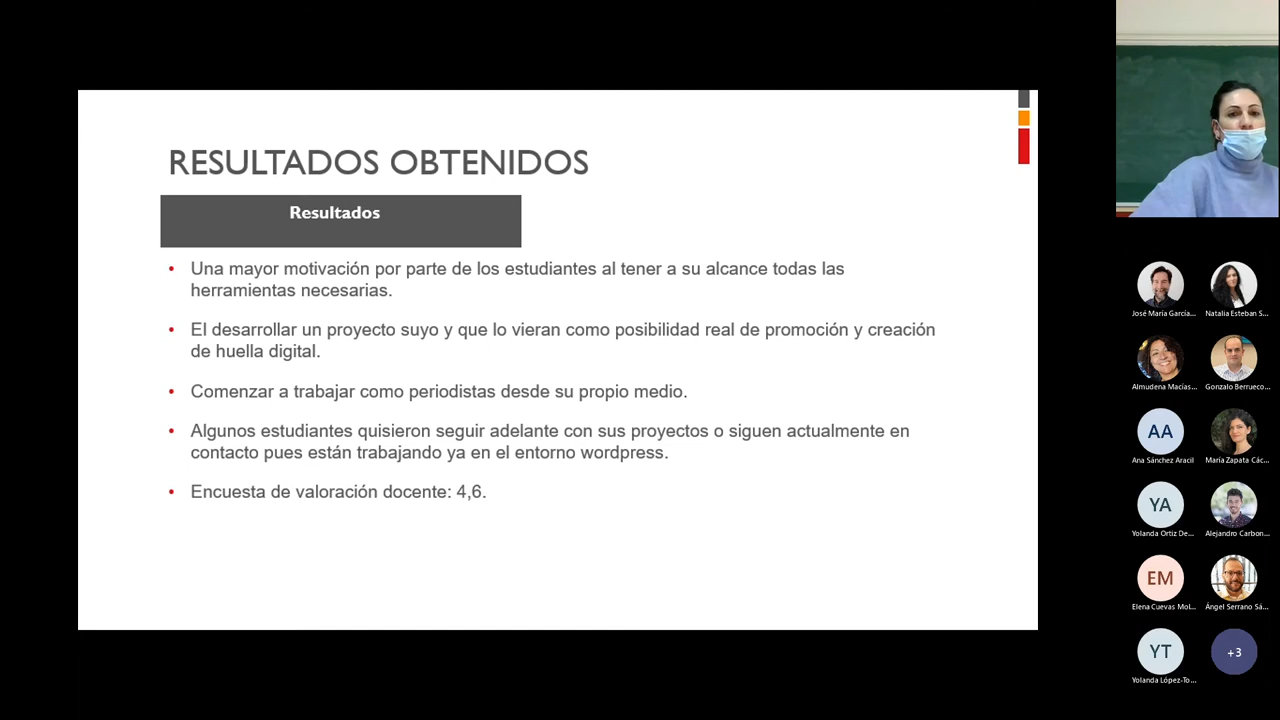 RESULTADOS OBTENIDOS
Resultados
• Una mayor motivación por parte de los estudiantes al tener a su alcance todas las
herramientas necesarias.
• El desarrollar un proyecto suyo y que lo vieran como posibilidad real de promoción y creación
de huella digital.
• Comenzar a trabajar como periodistas desde su propio medio.
• Algunos estudiantes quisieron seguir adelante con sus proyectos o siguen actualmente en
contacto pues están trabajando ya en el entorno wordpress.
• Encuesta de valoración docente: 4,6.
José María García...
Natalia Esteban S...
Almudena Macías...
Gonzalo Berrueco...
AA
Ana Sánchez Aracil
María Zapata Các...
YA
Yolanda Ortiz De...
Alejandro Carbon...
EM
Elena Cuevas Mol...
Ángel Serrano Sá...
YT
Yolanda López-To...
+3